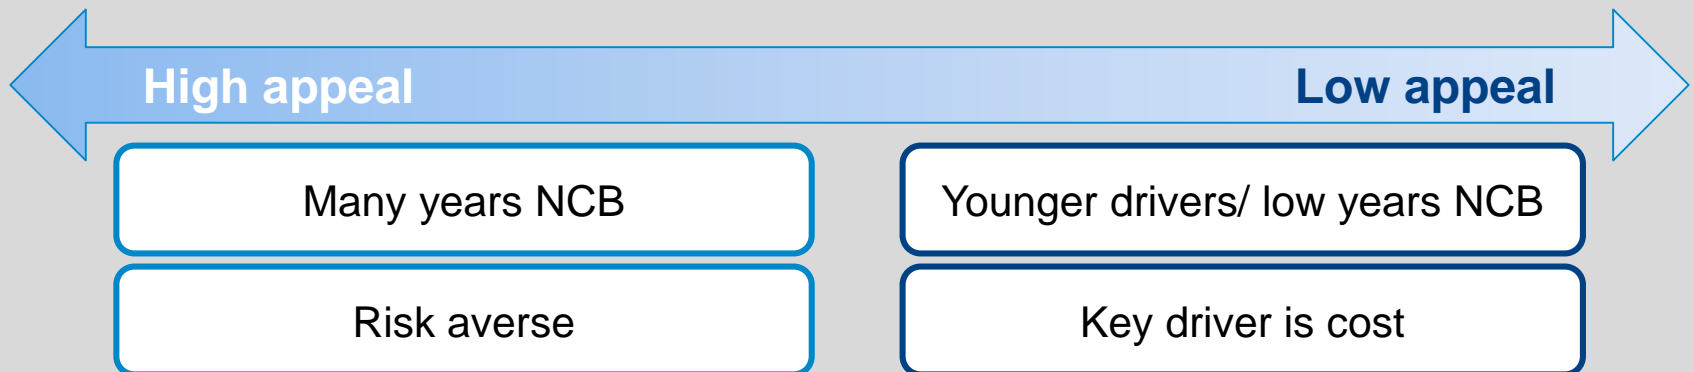 High appeal
Low appeal
Many years NCB
Younger drivers/ low years NCB
Risk averse
Key driver is cost